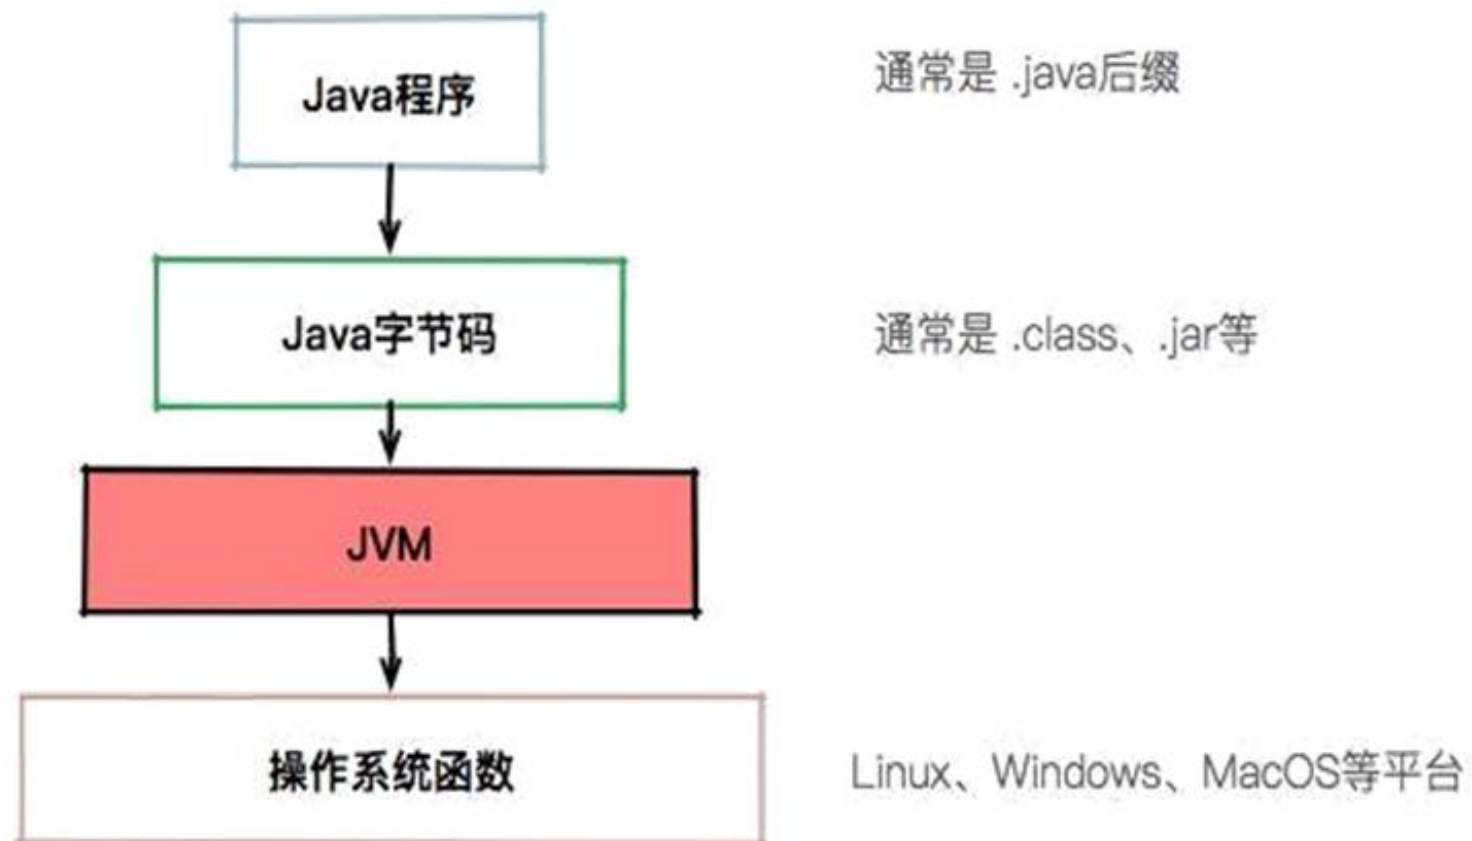 Java程序
通常是 .java后缀
Java字节码
通常是 .class、.jar等
JVM
操作系统函数
Linux、Windows、MacOS等平台